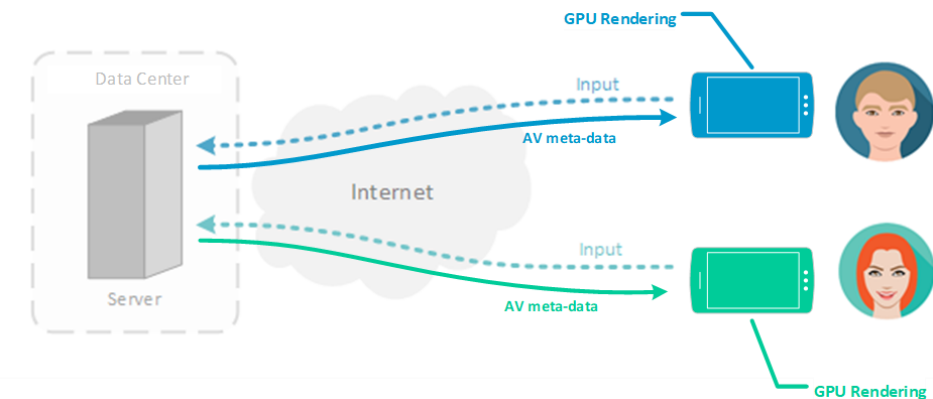 GPU Rendering
Data Center
Input
AV meta-data
Internet
Input
Server
AV meta-data
GPU Rendering